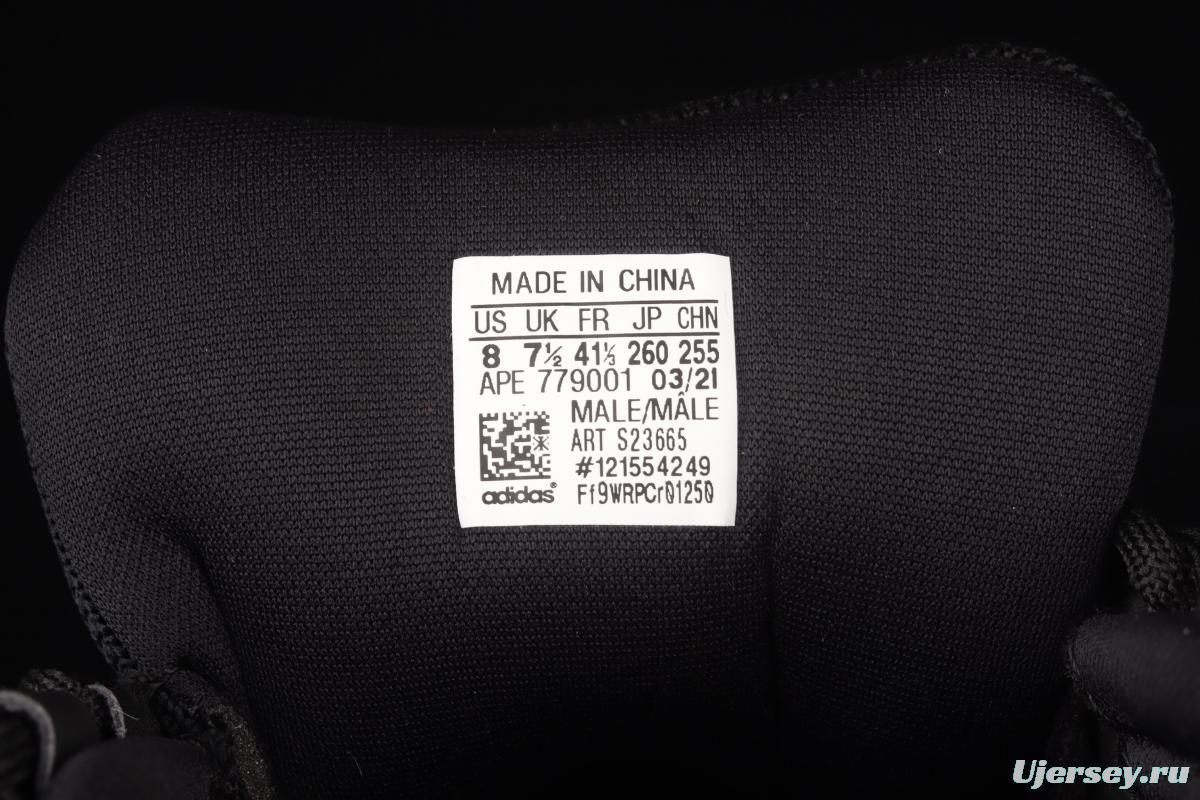 MADE IN CHINA
US UK FR JP CHN
8 7½ 41⅓ 260 255
APE 779001 03/21
MALE/MÂLE
ART S23665
#121554249
adidas® Ff9WRPCr01250
Ujersey.ru